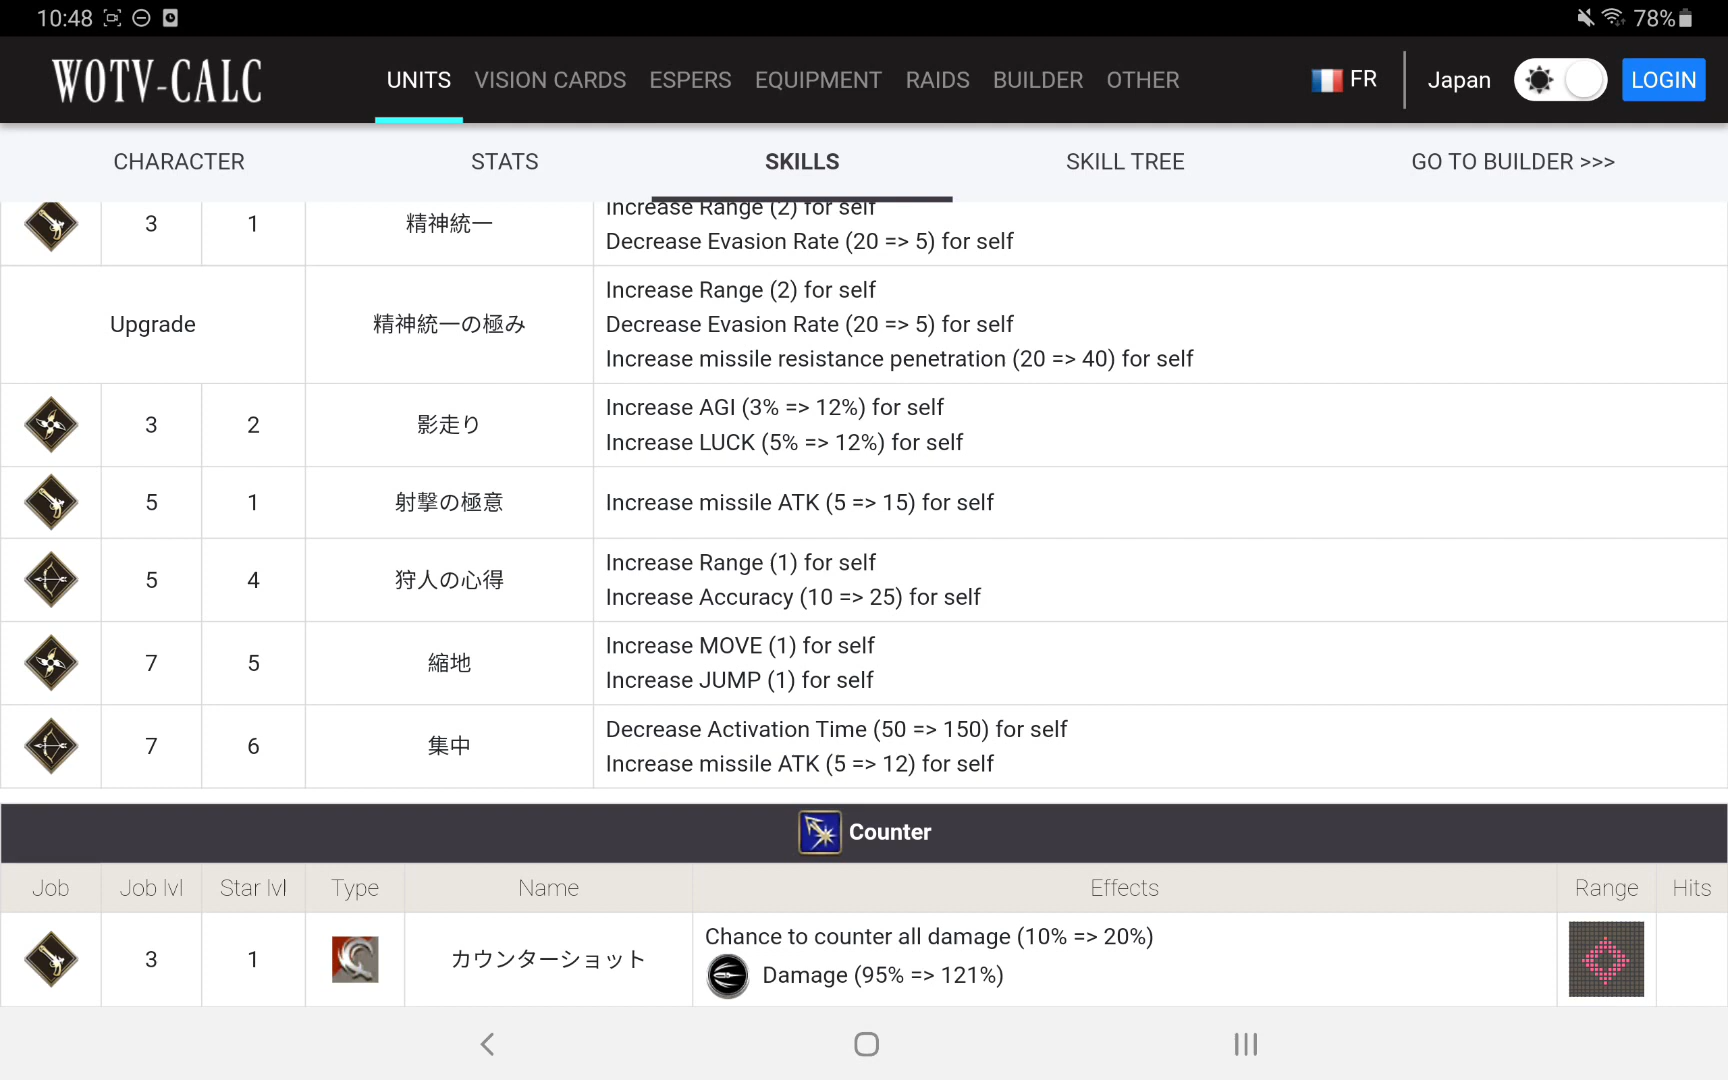 10:48
78%
WOTV-CALC
UNITS VISION CARDS ESPERS EQUIPMENT RAIDS BUILDER OTHER FR Japan LOGIN
CHARACTER STATS SKILLS SKILL TREE GO TO BUILDER >>>
3 1 精神統一
Increase Range (2) for self
Decrease Evasion Rate (20 => 5) for self
Upgrade 精神統一の極み
Increase Range (2) for self
Decrease Evasion Rate (20 => 5) for self
Increase missile resistance penetration (20 => 40) for self
3 2 影走り
Increase AGI (3% => 12%) for self
Increase LUCK (5% => 12%) for self
5 1 射撃の極意 Increase missile ATK (5 => 15) for self
5 4 狩人の心得
Increase Range (1) for self
Increase Accuracy (10 => 25) for self
7 5 縮地
Increase MOVE (1) for self
Increase JUMP (1) for self
7 6 集中
Decrease Activation Time (50 => 150) for self
Increase missile ATK (5 => 12) for self
Counter
Job Job lvl Star lvl Type Name Effects Range Hits
3 1 カウンターショット
Chance to counter all damage (10% => 20%)
Damage (95% => 121%)